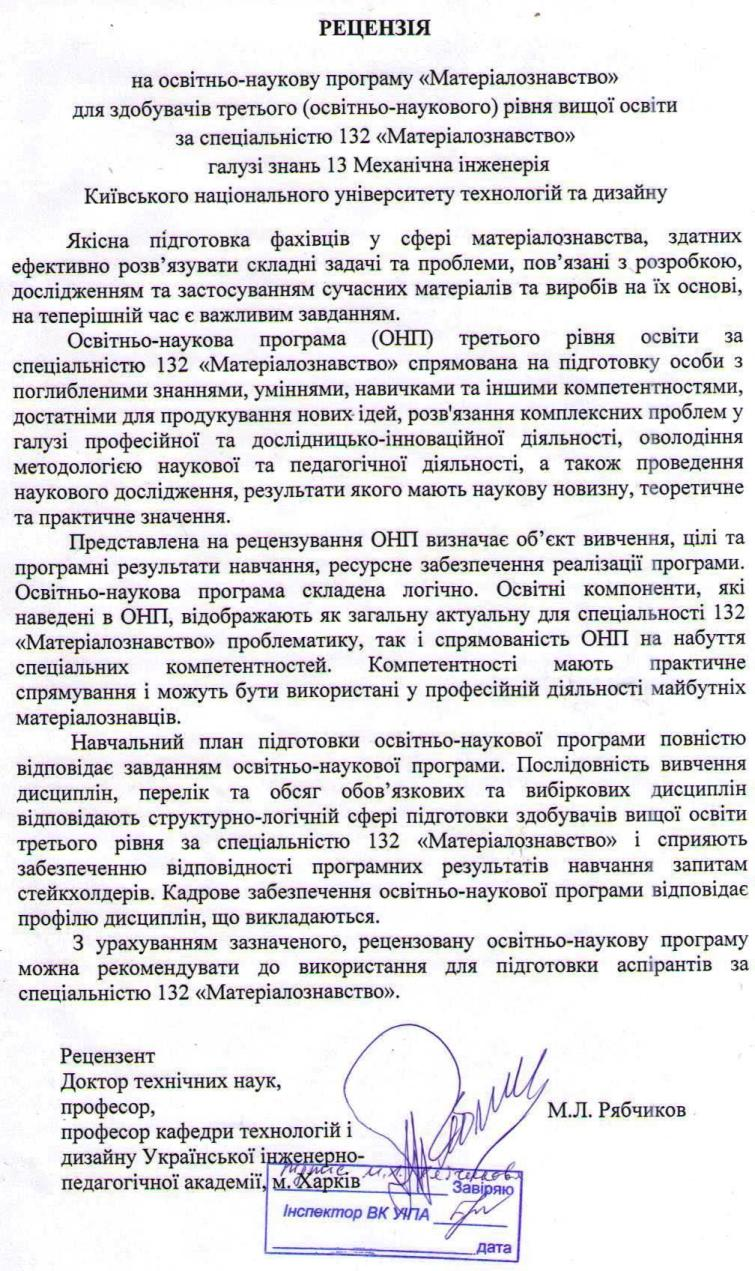 РЕЦЕНЗІЯ
на освітньо-наукову програму «Матеріалознавство»
для здобувачів третього (освітньо-наукового) рівня вищої освіти
за спеціальністю 132 «Матеріалознавство»
галузі знань 13 Механічна інженерія
Київського національного університету технологій та дизайну
Якісна підготовка фахівців у сфері матеріалознавства, здатних
ефективно розв’язувати складні задачі та проблеми, пов’язані з розробкою,
дослідженням та застосуванням сучасних матеріалів та виробів на їх основі,
на теперішній час є важливим завданням.
Освітньо-наукова програма (ОНП) третього рівня освіти за
спеціальністю 132 «Матеріалознавство» спрямована на підготовку особи з
поглибленими знаннями, уміннями, навичками та іншими компетентностями,
достатніми для продукування нових ідей, розв'язання комплексних проблем у
галузі професійної та дослідницько-інноваційної діяльності, оволодіння
методологією наукової та педагогічної діяльності, а також проведення
наукового дослідження, результати якого мають наукову новизну, теоретичне
та практичне значення.
Представлена на рецензування ОНП визначає об’єкт вивчення, цілі та
програмні результати навчання, ресурсне забезпечення реалізації програми.
Освітньо-наукова програма складена логічно. Освітні компоненти, які
наведені в ОНП, відображають як загальну актуальну для спеціальності 132
«Матеріалознавство» проблематику, так і спрямованість ОНП на набуття
спеціальних компетентностей. Компетентності мають практичне
спрямування і можуть бути використані у професійній діяльності майбутніх
матеріалознавців.
Навчальний план підготовки освітньо-наукової програми повністю
відповідає завданням освітньо-наукової програми. Послідовність вивчення
дисциплін, перелік та обсяг обов’язкових та вибіркових дисциплін
відповідають структурно-логічній сфері підготовки здобувачів вищої освіти
третього рівня за спеціальністю 132 «Матеріалознавство» і сприяють
забезпеченню відповідності програмних результатів навчання запитам
стейкхолдерів. Кадрове забезпечення освітньо-наукової програми відповідає
профілю дисциплін, що викладаються.
З урахуванням зазначеного, рецензовану освітньо-наукову програму
можна рекомендувати до використання для підготовки аспірантів за
спеціальністю 132 «Матеріалознавство».
Рецензент
Доктор технічних наук,
професор,
М.Л. Рябчиков
професор кафедри технологій і
дизайну Української інженерно-
педагогічної академії, м. Харків
Завіряю
Інспектор ВК УІПА
дата